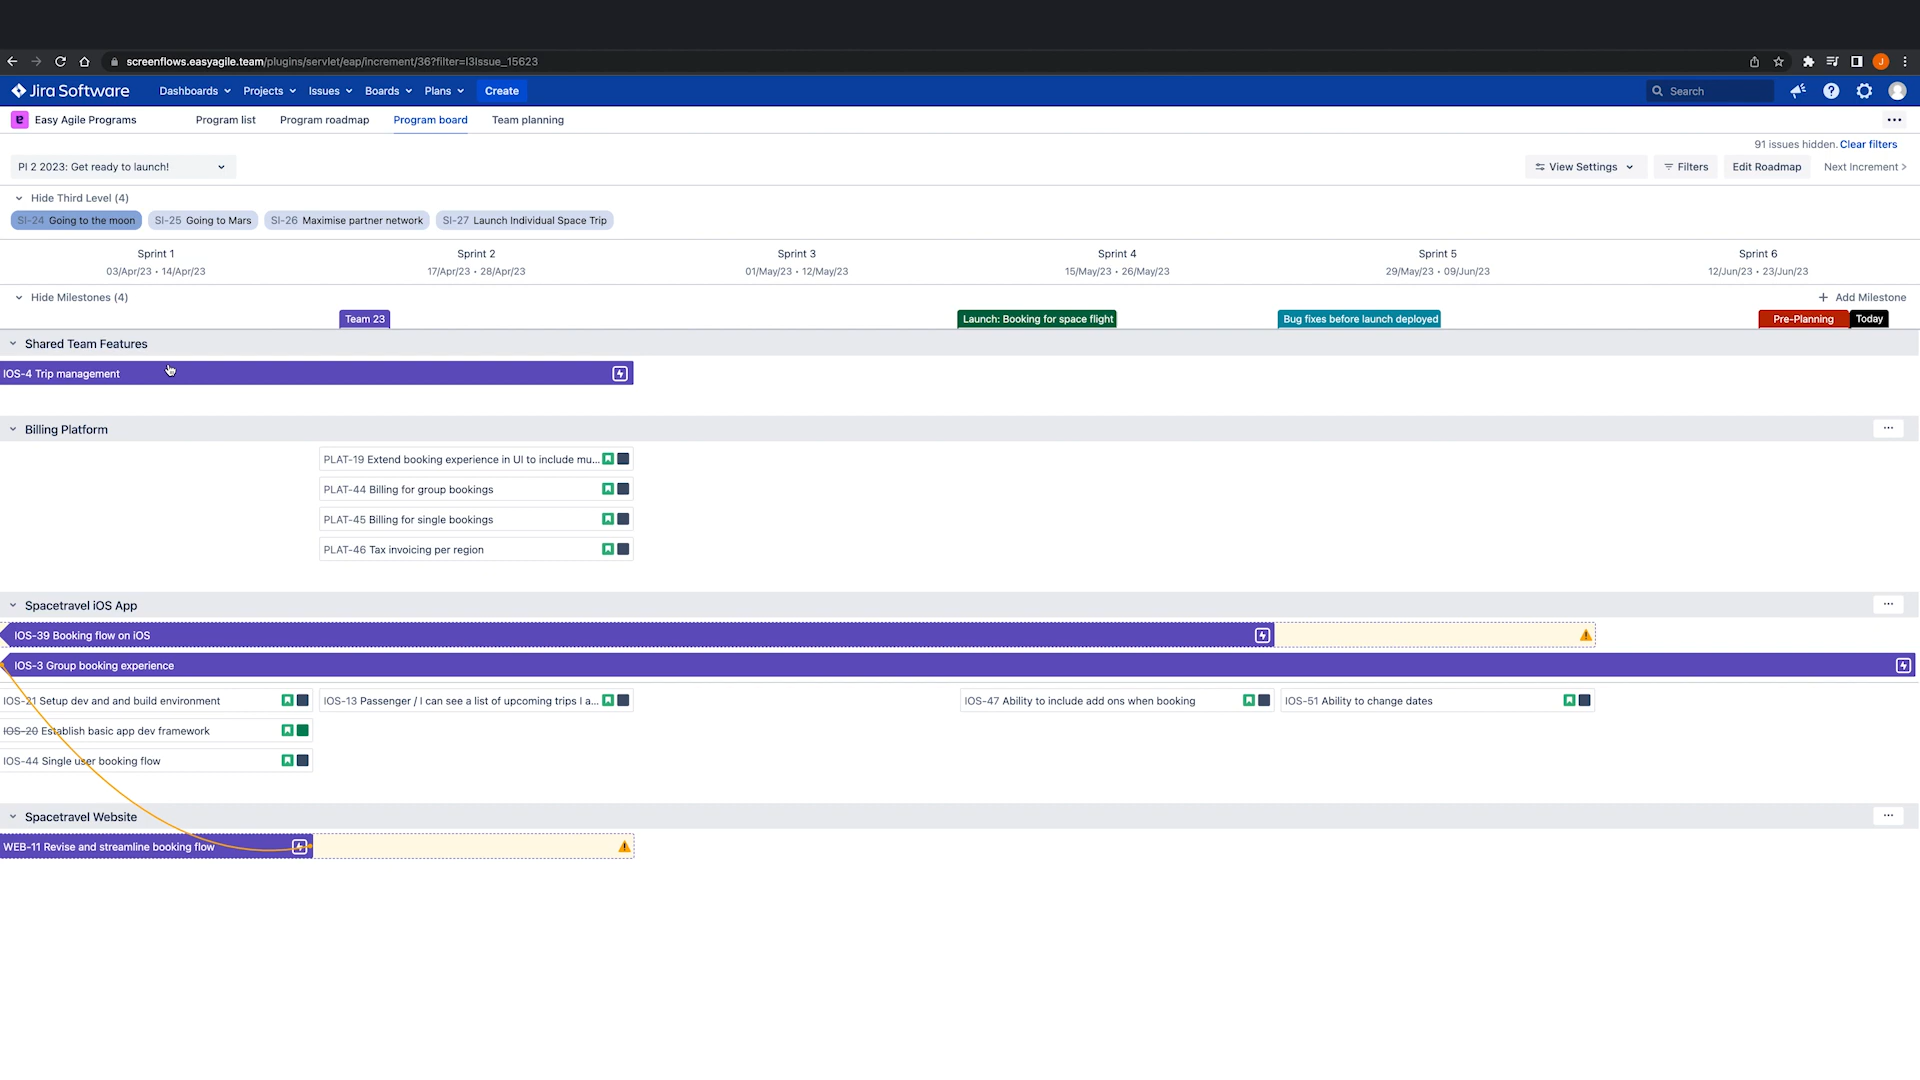 screenflows.easyagile.team/plugins/servlet/eap/increment/36?filter=l3Issue_15623
J
Jira Software Dashboards Projects Issues Boards Plans Create Search
Easy Agile Programs Program list Program roadmap Program board Team planning
91 issues hidden. Clear filters
PI 2 2023: Get ready to launch! View Settings Filters Edit Roadmap Next Increment >
Hide Third Level (4)
SI-24 Going to the moon SI-25 Going to Mars SI-26 Maximise partner network SI-27 Launch Individual Space Trip
Sprint 1 Sprint 2 Sprint 3 Sprint 4 Sprint 5 Sprint 6
03/Apr/23 • 14/Apr/23 17/Apr/23 • 28/Apr/23 01/May/23 • 12/May/23 15/May/23 • 26/May/23 29/May/23 • 09/Jun/23 12/Jun/23 • 23/Jun/23
Hide Milestones (4) + Add Milestone
Team 23 Launch: Booking for space flight Bug fixes before launch deployed Pre-Planning Today
Shared Team Features
IOS-4 Trip management
Billing Platform
PLAT-19 Extend booking experience in UI to include mu...
PLAT-44 Billing for group bookings
PLAT-45 Billing for single bookings
PLAT-46 Tax invoicing per region
Spacetravel iOS App
IOS-39 Booking flow on iOS
IOS-3 Group booking experience
IOS-21 Setup dev and and build environment IOS-13 Passenger / I can see a list of upcoming trips I a... IOS-47 Ability to include add ons when booking IOS-51 Ability to change dates
IOS-20 Establish basic app dev framework
IOS-44 Single user booking flow
Spacetravel Website
WEB-11 Revise and streamline booking flow